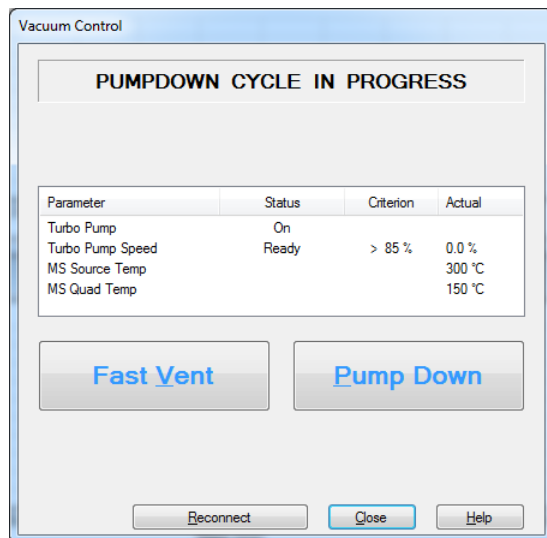 Vacuum Control
PUMPDOWN CYCLE IN PROGRESS
Parameter Status Criterion Actual
Turbo Pump On
Turbo Pump Speed Ready > 85 % 0.0 %
MS Source Temp 300 °C
MS Quad Temp 150 °C
Fast Vent Pump Down
Reconnect Close Help